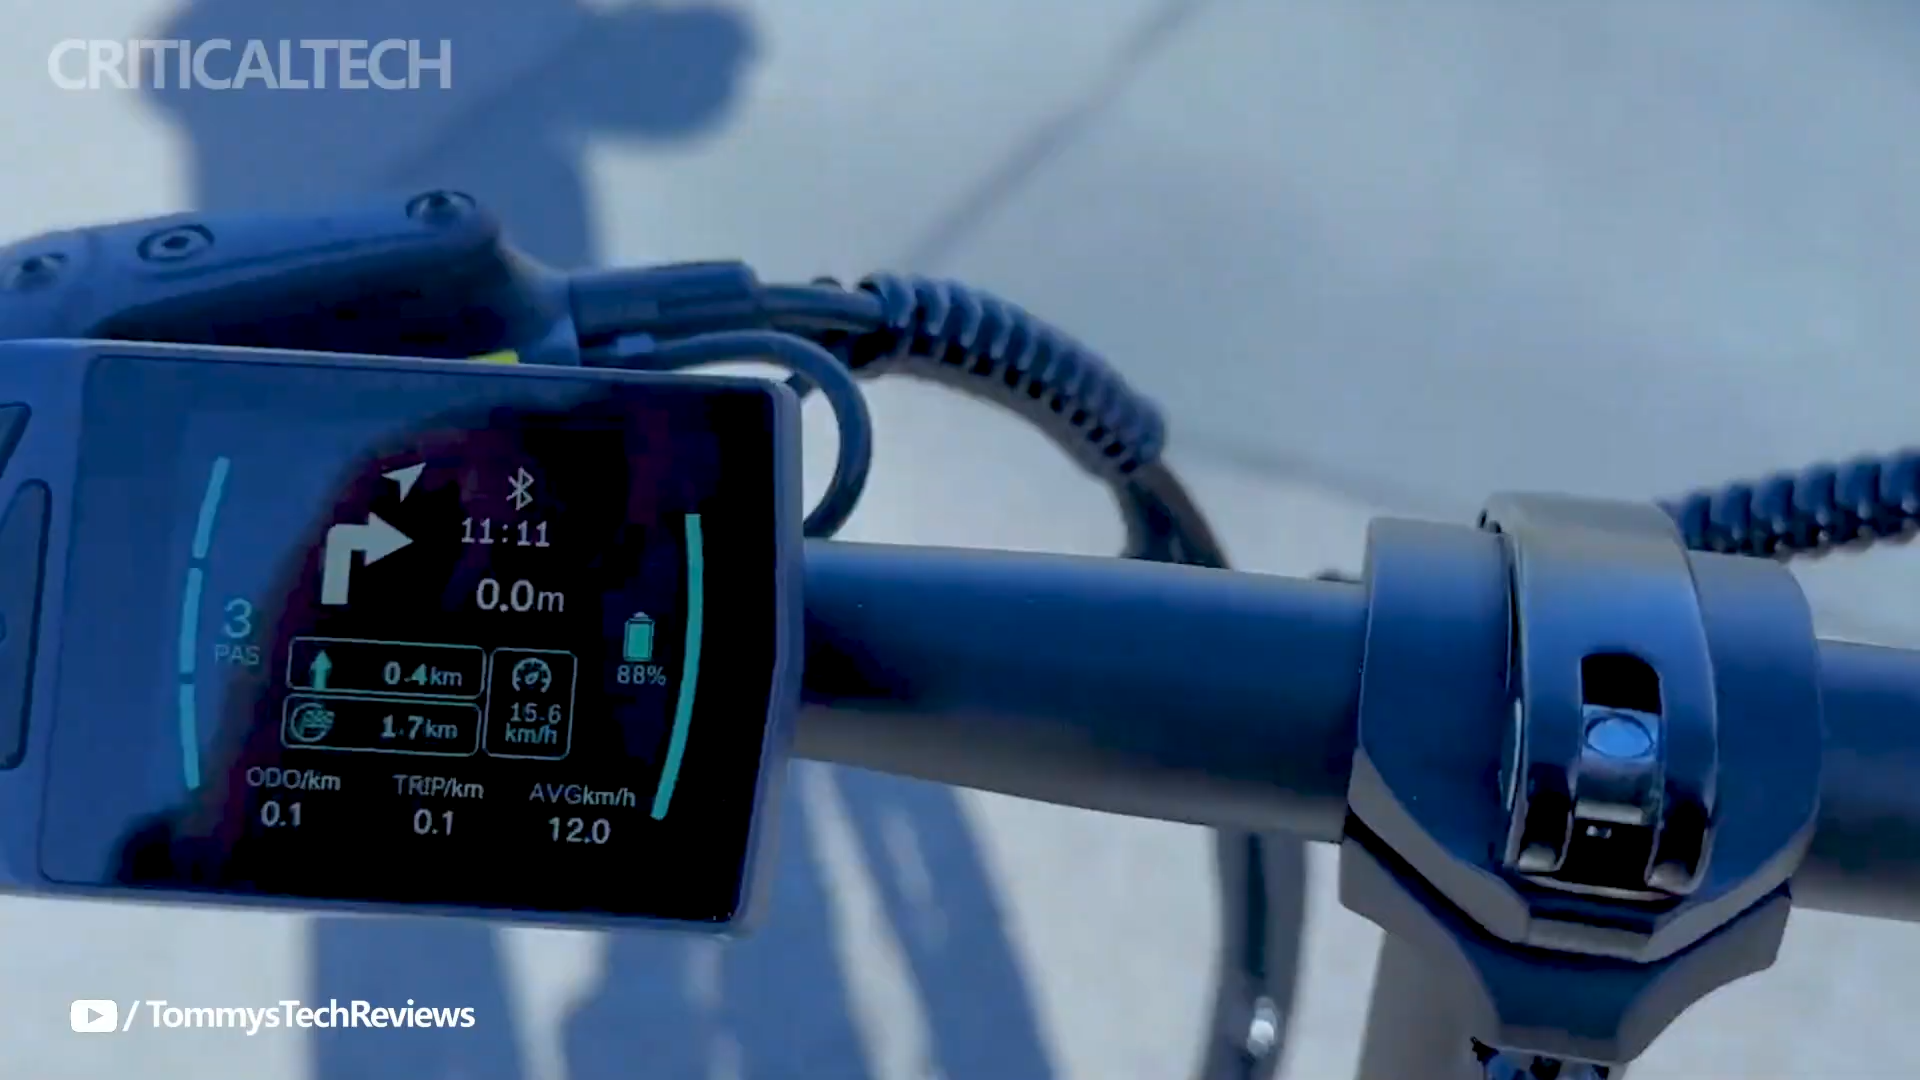 CRITICALTECH
11:11
0.0m
3
PAS
0.4km
1.7km
15.6
km/h
88%
ODO/km
0.1
TRIP/km
0.1
AVGkm/h
12.0
/ TommysTechReviews